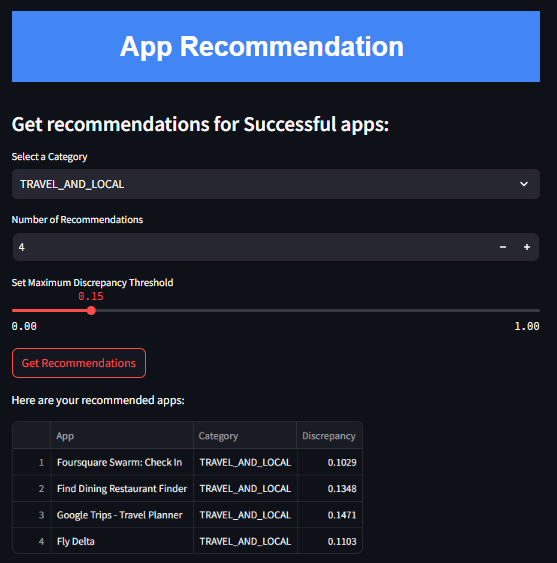 App Recommendation
Get recommendations for Successful apps:
Select a Category
TRAVEL_AND_LOCAL
Number of Recommendations
4 − +
Set Maximum Discrepancy Threshold
0.15
0.00 1.00
Get Recommendations
Here are your recommended apps:
App Category Discrepancy
1 Foursquare Swarm: Check In TRAVEL_AND_LOCAL 0.1029
2 Find Dining Restaurant Finder TRAVEL_AND_LOCAL 0.1348
3 Google Trips - Travel Planner TRAVEL_AND_LOCAL 0.1471
4 Fly Delta TRAVEL_AND_LOCAL 0.1103